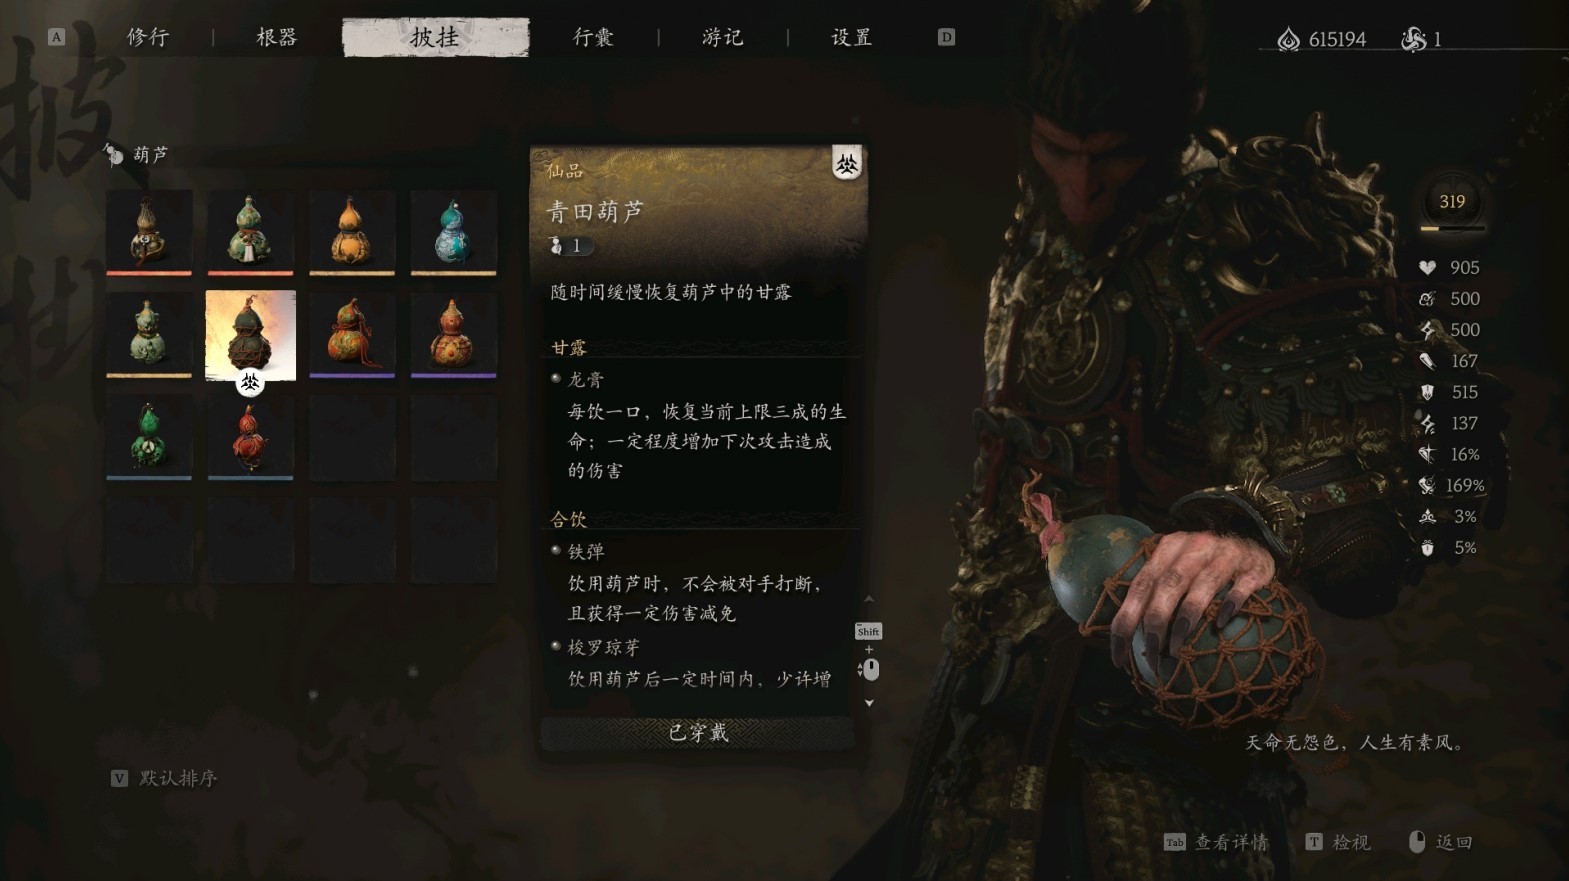 A 修行 根器 披挂 行囊 游记 设置 D
615194 1
披挂
葫芦
仙品
青田葫芦
1
随时间缓慢恢复葫芦中的甘露
甘露
龙膏
每饮一口，恢复当前上限三成的生
命；一定程度增加下次攻击造成
的伤害
合饮
铁弹
饮用葫芦时，不会被对手打断，
且获得一定伤害减免
梭罗琼芽
饮用葫芦后一定时间内，少许增
Shift
+
已穿戴
319
905
500
500
167
515
137
16%
169%
3%
5%
天命无怨色，人生有素风。
V 默认排序
Tab 查看详情 T 检视 返回